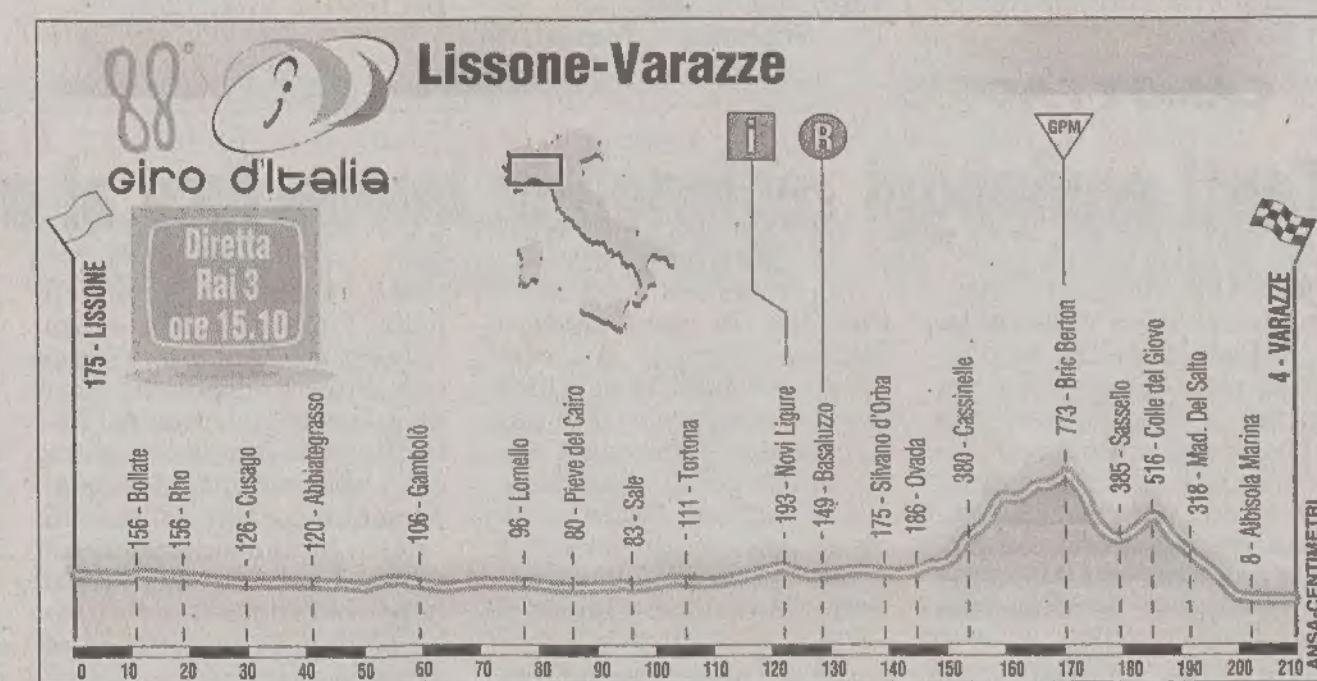 88°
giro d'Italia
Lissone-Varazze
Diretta
Rai 3
ore 15.10
i
R
GPM
175 - LISSONE
156 - Bollate
156 - Rho
126 - Cusago
120 - Abbiategrasso
106 - Gambolò
96 - Lomello
80 - Pieve del Cairo
83 - Sale
111 - Tortona
193 - Novi Ligure
149 - Basaluzzo
175 - Silvano d'Orba
186 - Ovada
380 - Cassinelle
773 - Bric Berton
385 - Sassello
516 - Colle del Giovo
318 - Mad. Del Salto
8 - Albisola Marina
4 - VARAZZE
0 10 20 30 40 50 60 70 80 90 100 110 120 130 140 150 160 170 180 190 200 210
ANSA-CENTIMETRI